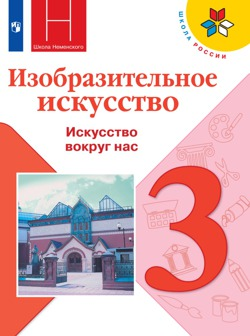 Школа Неменского
ШКОЛА РОССИИ
Изобразительное
искусство
Искусство
вокруг нас
3